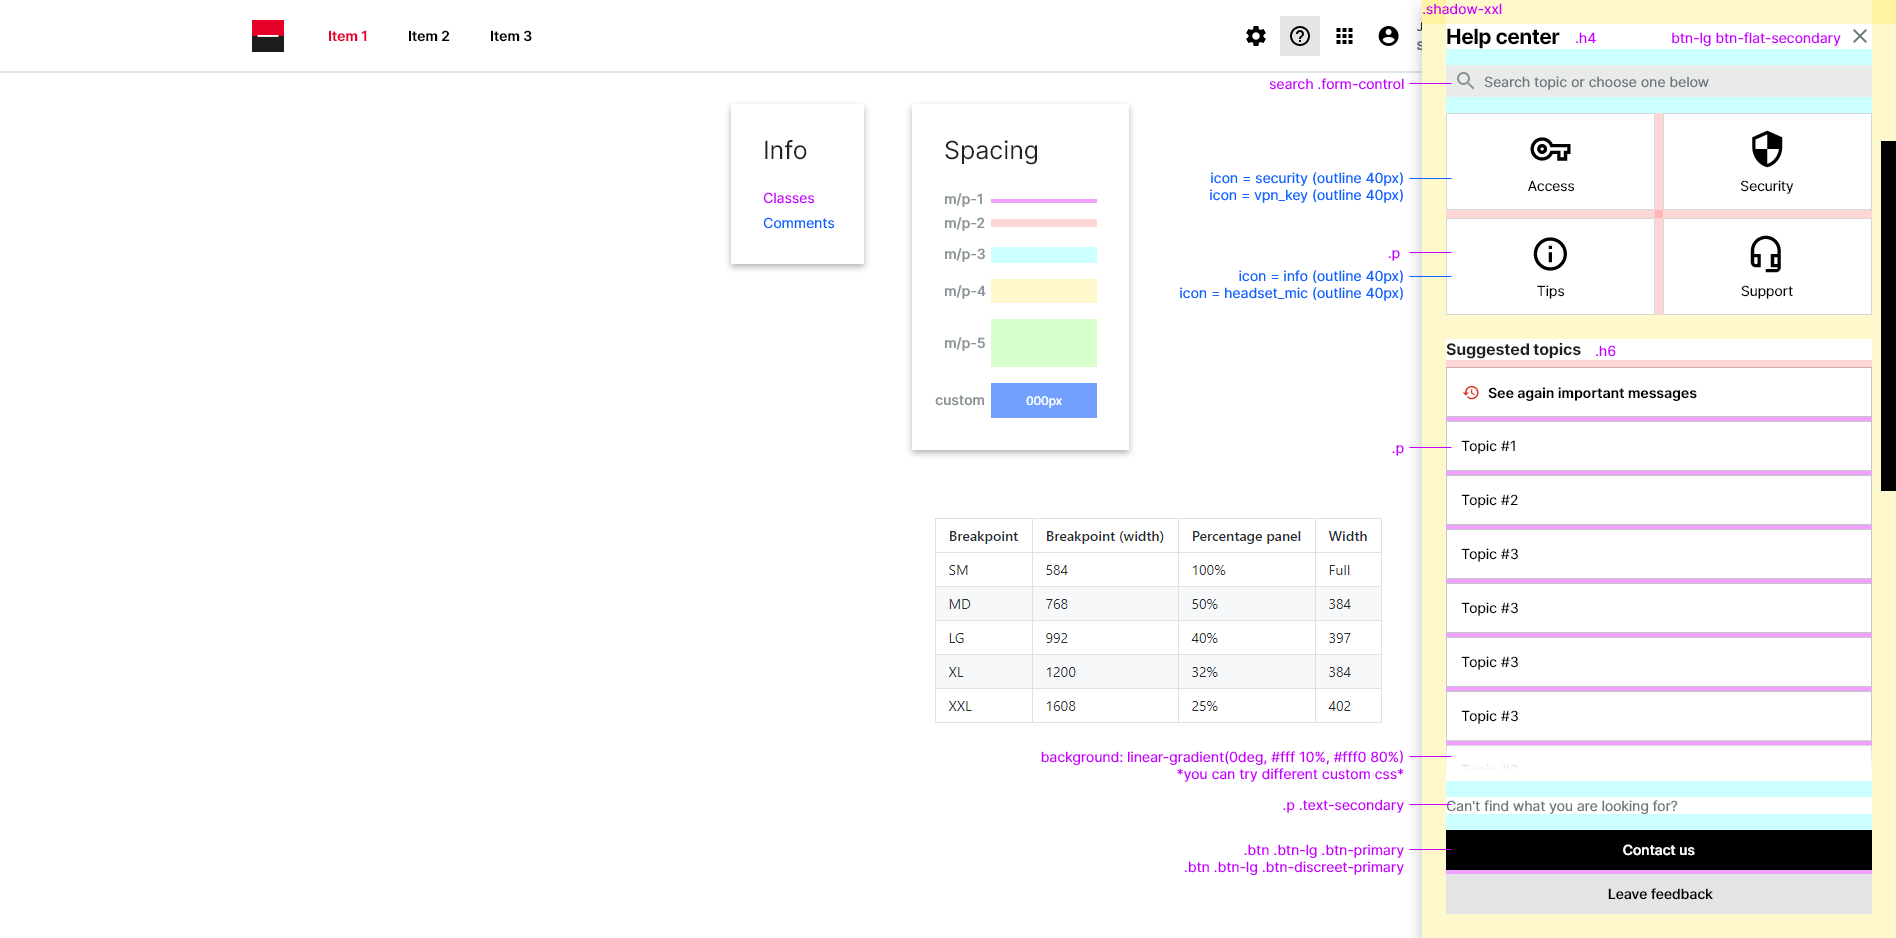 Item 1
Item 2
Item 3
.shadow-xxl
Help center
.h4
btn-lg btn-flat-secondary
search .form-control
Search topic or choose one below
Info
Classes
Comments
Spacing
m/p-1
m/p-2
m/p-3
m/p-4
m/p-5
custom
000px
icon = security (outline 40px)
icon = vpn_key (outline 40px)
Access
Security
.p
icon = info (outline 40px)
icon = headset_mic (outline 40px)
Tips
Support
Suggested topics
.h6
See again important messages
.p
Topic #1
Topic #2
Topic #3
Topic #3
Topic #3
Topic #3
Breakpoint Breakpoint (width) Percentage panel Width
SM 584 100% Full
MD 768 50% 384
LG 992 40% 397
XL 1200 32% 384
XXL 1608 25% 402
background: linear-gradient(0deg, #fff 10%, #fff0 80%)
*you can try different custom css*
.p .text-secondary
Can't find what you are looking for?
.btn .btn-lg .btn-primary
.btn .btn-lg .btn-discreet-primary
Contact us
Leave feedback